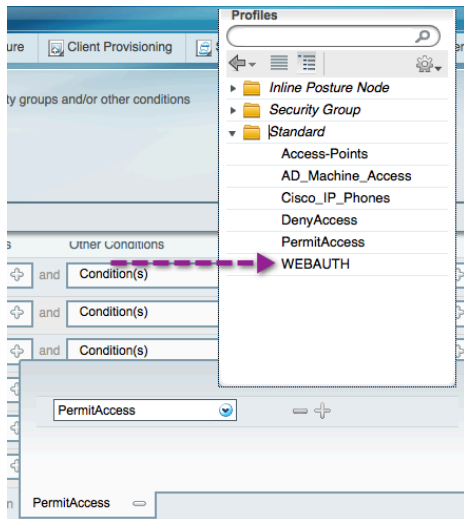 Profiles
ure Client Provisioning
ty groups and/or other conditions
Inline Posture Node
Security Group
Standard
Access-Points
AD_Machine_Access
Cisco_IP_Phones
DenyAccess
PermitAccess
WEBAUTH
s Other Conditions
and Condition(s)
and Condition(s)
and Condition(s)
PermitAccess
n PermitAccess